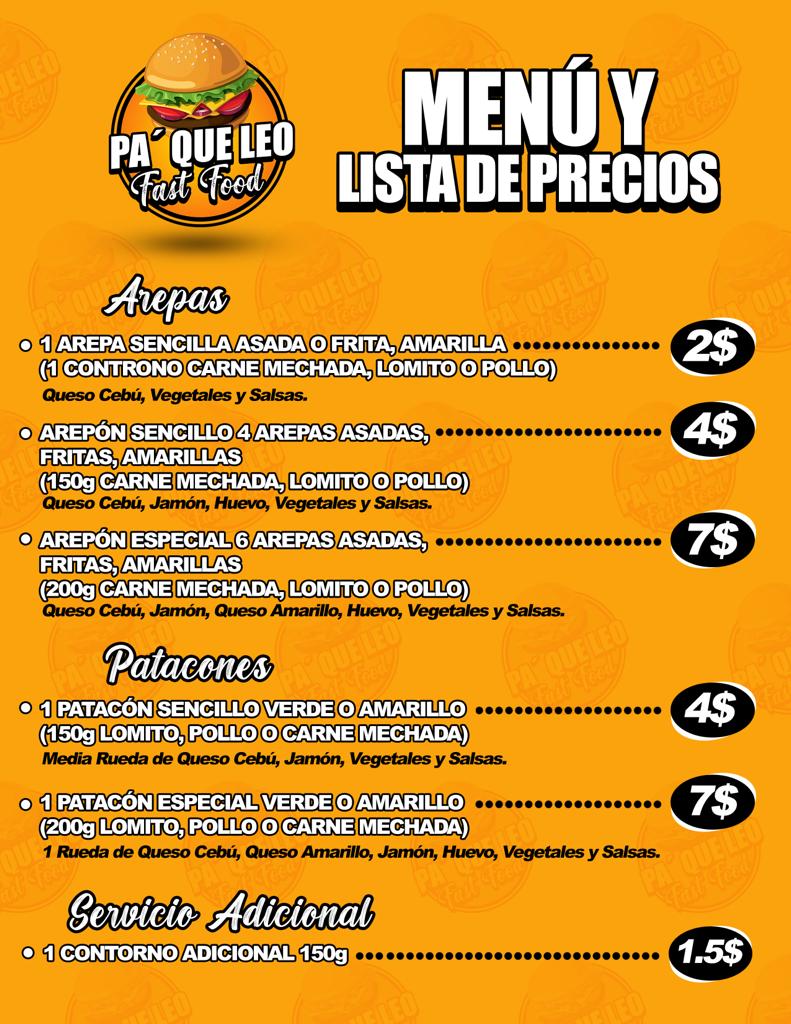 PA´ QUE LEO
Fast Food
MENÚ Y
LISTA DE PRECIOS
Arepas
• 1 AREPA SENCILLA ASADA O FRITA, AMARILLA ................ 2$
(1 CONTRONO CARNE MECHADA, LOMITO O POLLO)
Queso Cebú, Vegetales y Salsas.
• AREPÓN SENCILLO 4 AREPAS ASADAS, ........................ 4$
FRITAS, AMARILLAS
(150g CARNE MECHADA, LOMITO O POLLO)
Queso Cebú, Jamón, Huevo, Vegetales y Salsas.
• AREPÓN ESPECIAL 6 AREPAS ASADAS, ........................ 7$
FRITAS, AMARILLAS
(200g CARNE MECHADA, LOMITO O POLLO)
Queso Cebú, Jamón, Queso Amarillo, Huevo, Vegetales y Salsas.
Patacones
• 1 PATACÓN SENCILLO VERDE O AMARILLO .................... 4$
(150g LOMITO, POLLO O CARNE MECHADA)
Media Rueda de Queso Cebú, Jamón, Vegetales y Salsas.
• 1 PATACÓN ESPECIAL VERDE O AMARILLO .................... 7$
(200g LOMITO, POLLO O CARNE MECHADA)
1 Rueda de Queso Cebú, Queso Amarillo, Jamón, Huevo, Vegetales y Salsas.
Servicio Adicional
• 1 CONTORNO ADICIONAL 150g ................................ 1.5$